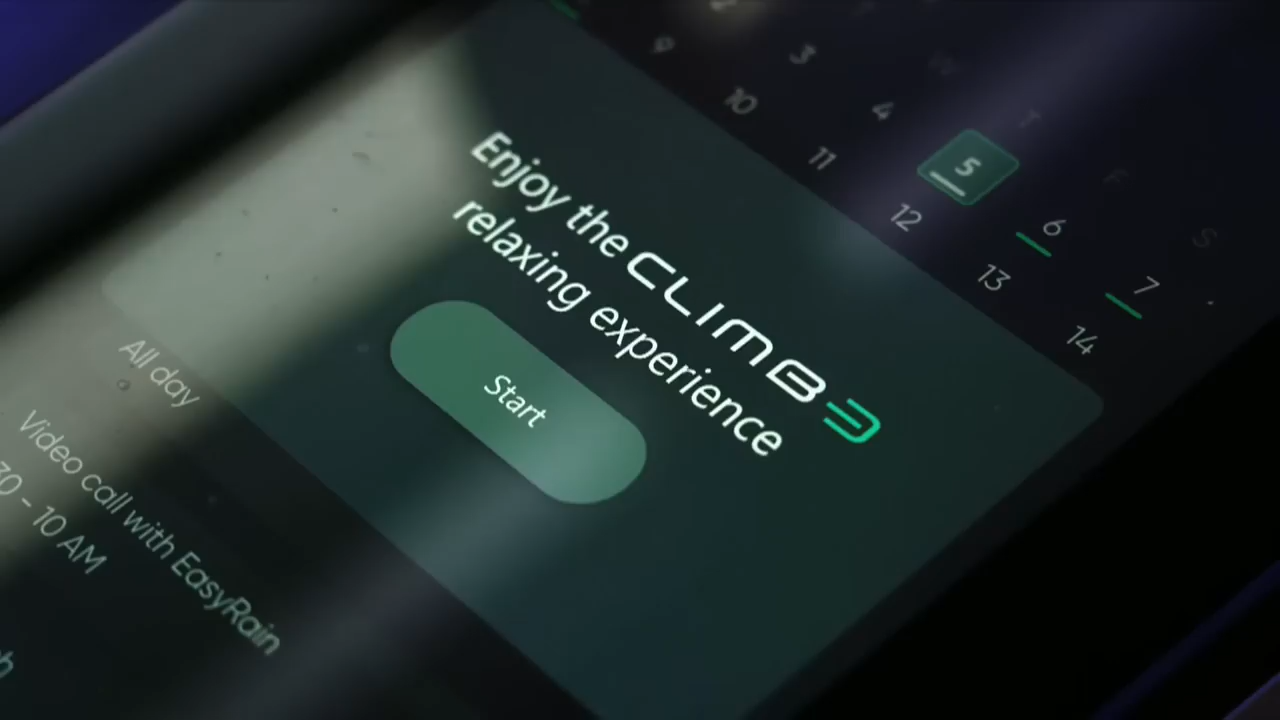 W T F S
2 3 4 5 6 7
9 10 11 12 13 14
Enjoy the CLIMB3
relaxing experience
Start
All day
Video call with EasyRain
30 - 10 AM